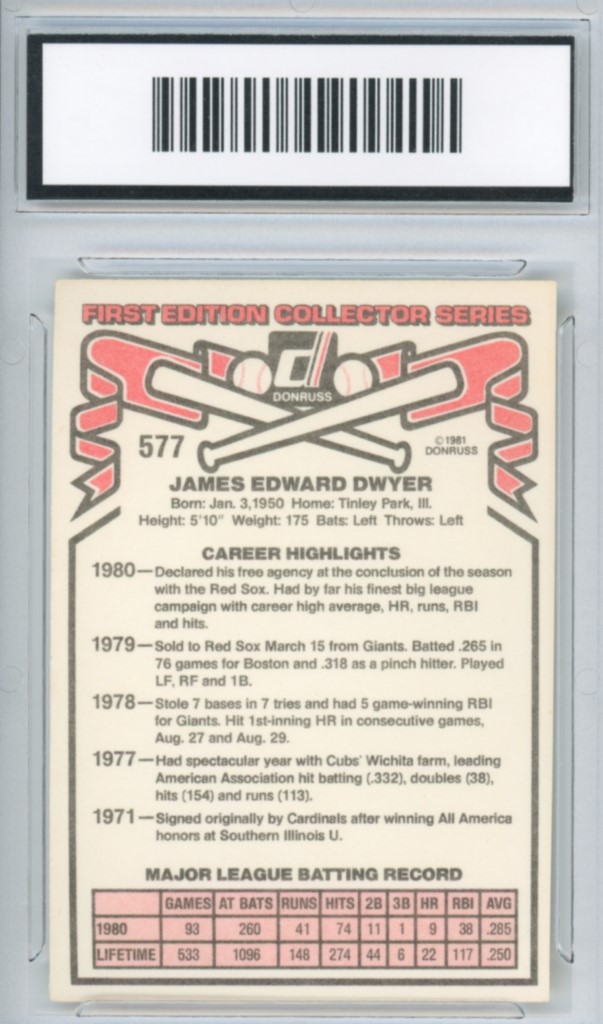 FIRST EDITION COLLECTOR SERIES
d
DONRUSS
577
©1981
DONRUSS
JAMES EDWARD DWYER
Born: Jan. 3,1950 Home: Tinley Park, Ill.
Height: 5'10" Weight: 175 Bats: Left Throws: Left
CAREER HIGHLIGHTS
1980—Declared his free agency at the conclusion of the season
with the Red Sox. Had by far his finest big league
campaign with career high average, HR, runs, RBI
and hits.
1979—Sold to Red Sox March 15 from Giants. Batted .265 in
76 games for Boston and .318 as a pinch hitter. Played
LF, RF and 1B.
1978—Stole 7 bases in 7 tries and had 5 game-winning RBI
for Giants. Hit 1st-inning HR in consecutive games,
Aug. 27 and Aug. 29.
1977—Had spectacular year with Cubs' Wichita farm, leading
American Association hit batting (.332), doubles (38),
hits (154) and runs (113).
1971—Signed originally by Cardinals after winning All America
honors at Southern Illinois U.
MAJOR LEAGUE BATTING RECORD
GAMES AT BATS RUNS HITS 2B 3B HR RBI AVG
1980 93 260 41 74 11 1 9 38 .285
LIFETIME 533 1096 148 274 44 6 22 117 .250